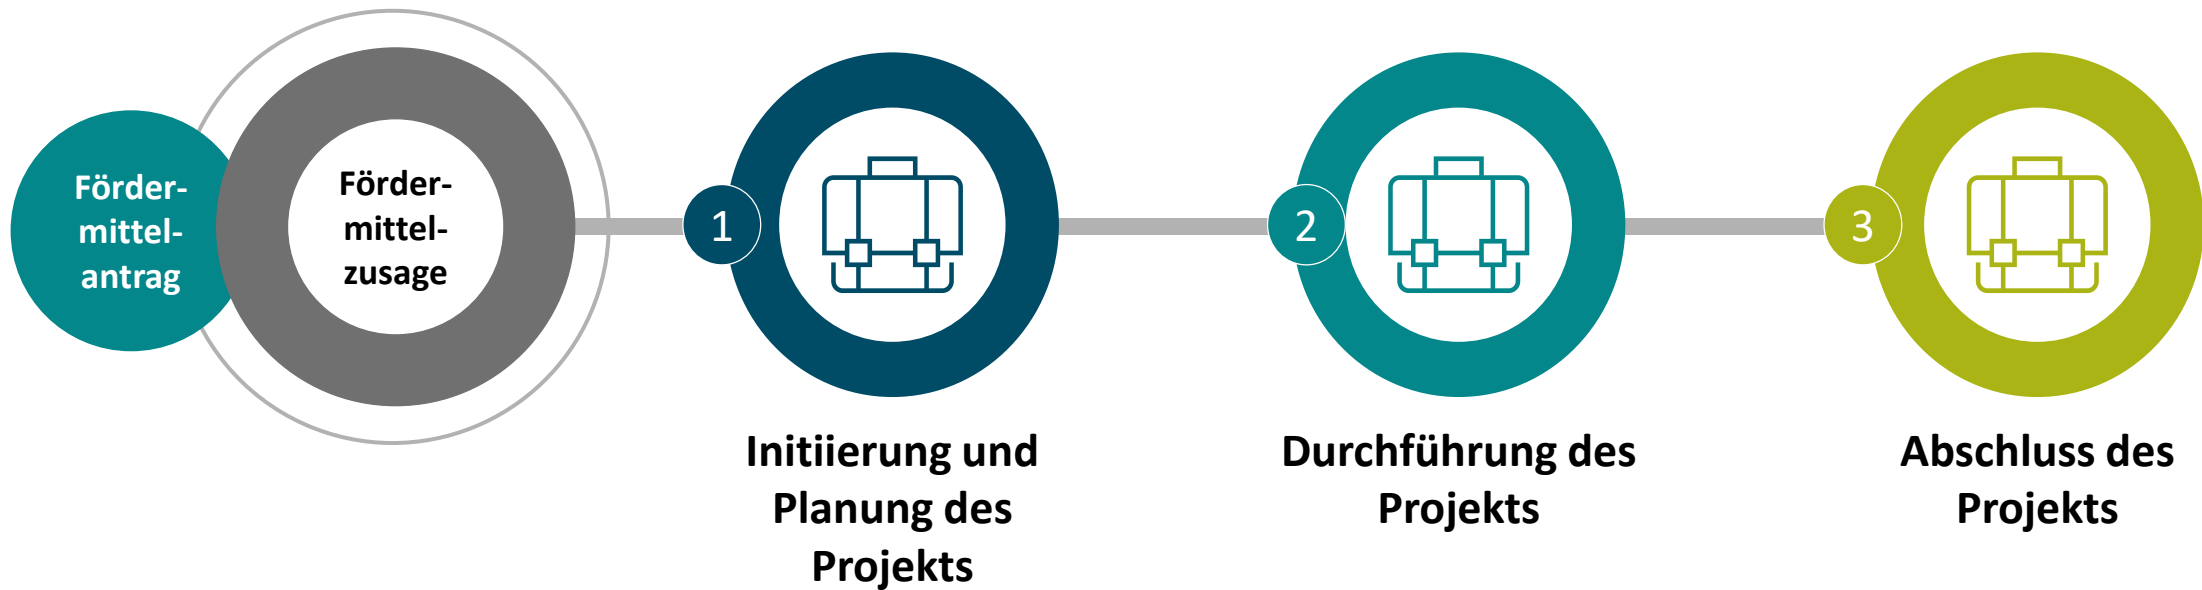 Förder-
mittel-
antrag
Förder-
mittel-
zusage
1
Initiierung und
Planung des
Projekts
2
Durchführung des
Projekts
3
Abschluss des
Projekts